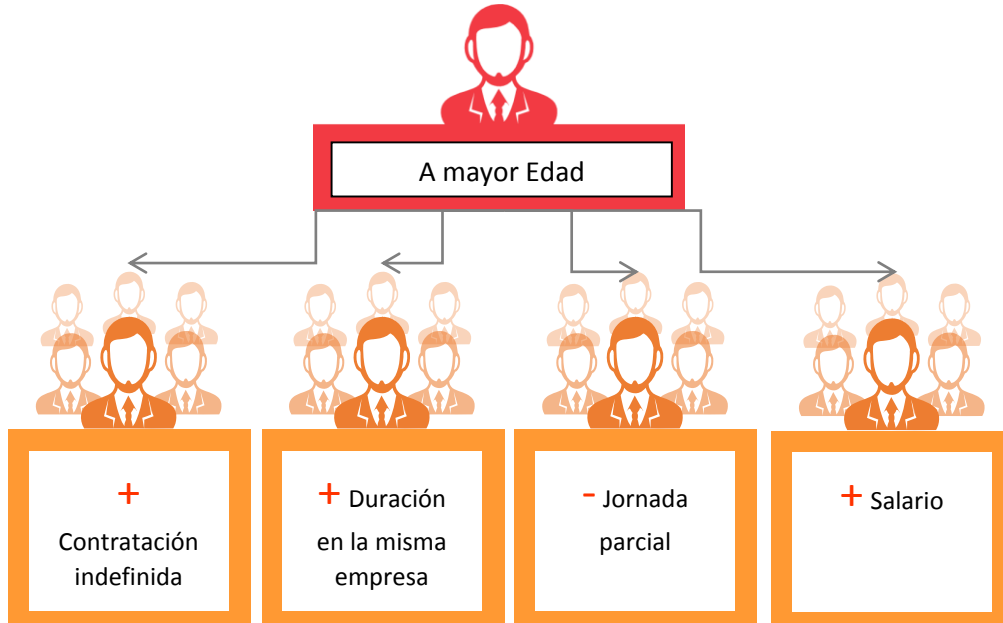 A mayor Edad
+
Contratación
indefinida
+ Duración
en la misma
empresa
- Jornada
parcial
+ Salario